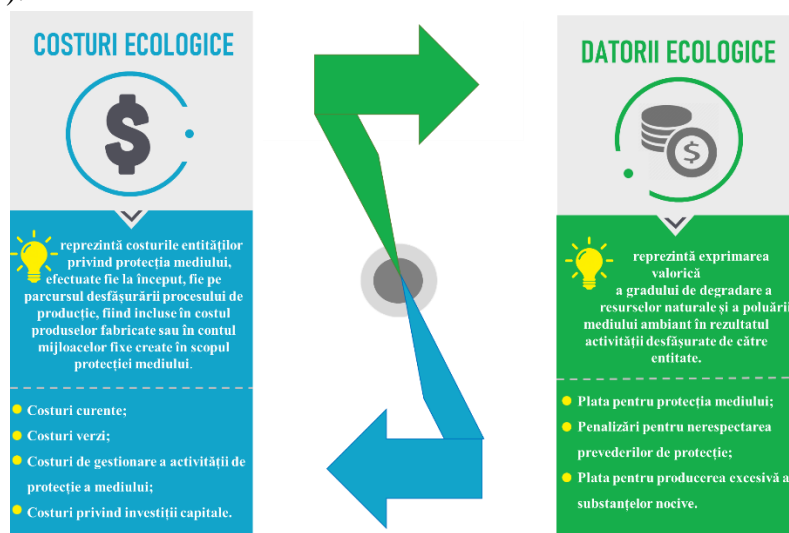 COSTURI ECOLOGICE
$
reprezintă costurile entităților
privind protecția mediului,
efectuate fie la început, fie pe
parcursul desfășurării procesului de
producție, fiind incluse în costul
produselor fabricate sau în contul
mijloacelor fixe create în scopul
protecției mediului.
Costuri curente;
Costuri verzi;
Costuri de gestionare a activității de
protecție a mediului;
Costuri privind investiții capitale.
DATORII ECOLOGICE
$
reprezintă exprimarea
valorică
a gradului de degradare a
resurselor naturale și a poluării
mediului ambiant în rezultatul
activității desfășurate de către
entitate.
Plata pentru protecția mediului;
Penalizări pentru nerespectarea
prevederilor de protecție;
Plata pentru producerea excesivă a
substanțelor nocive.